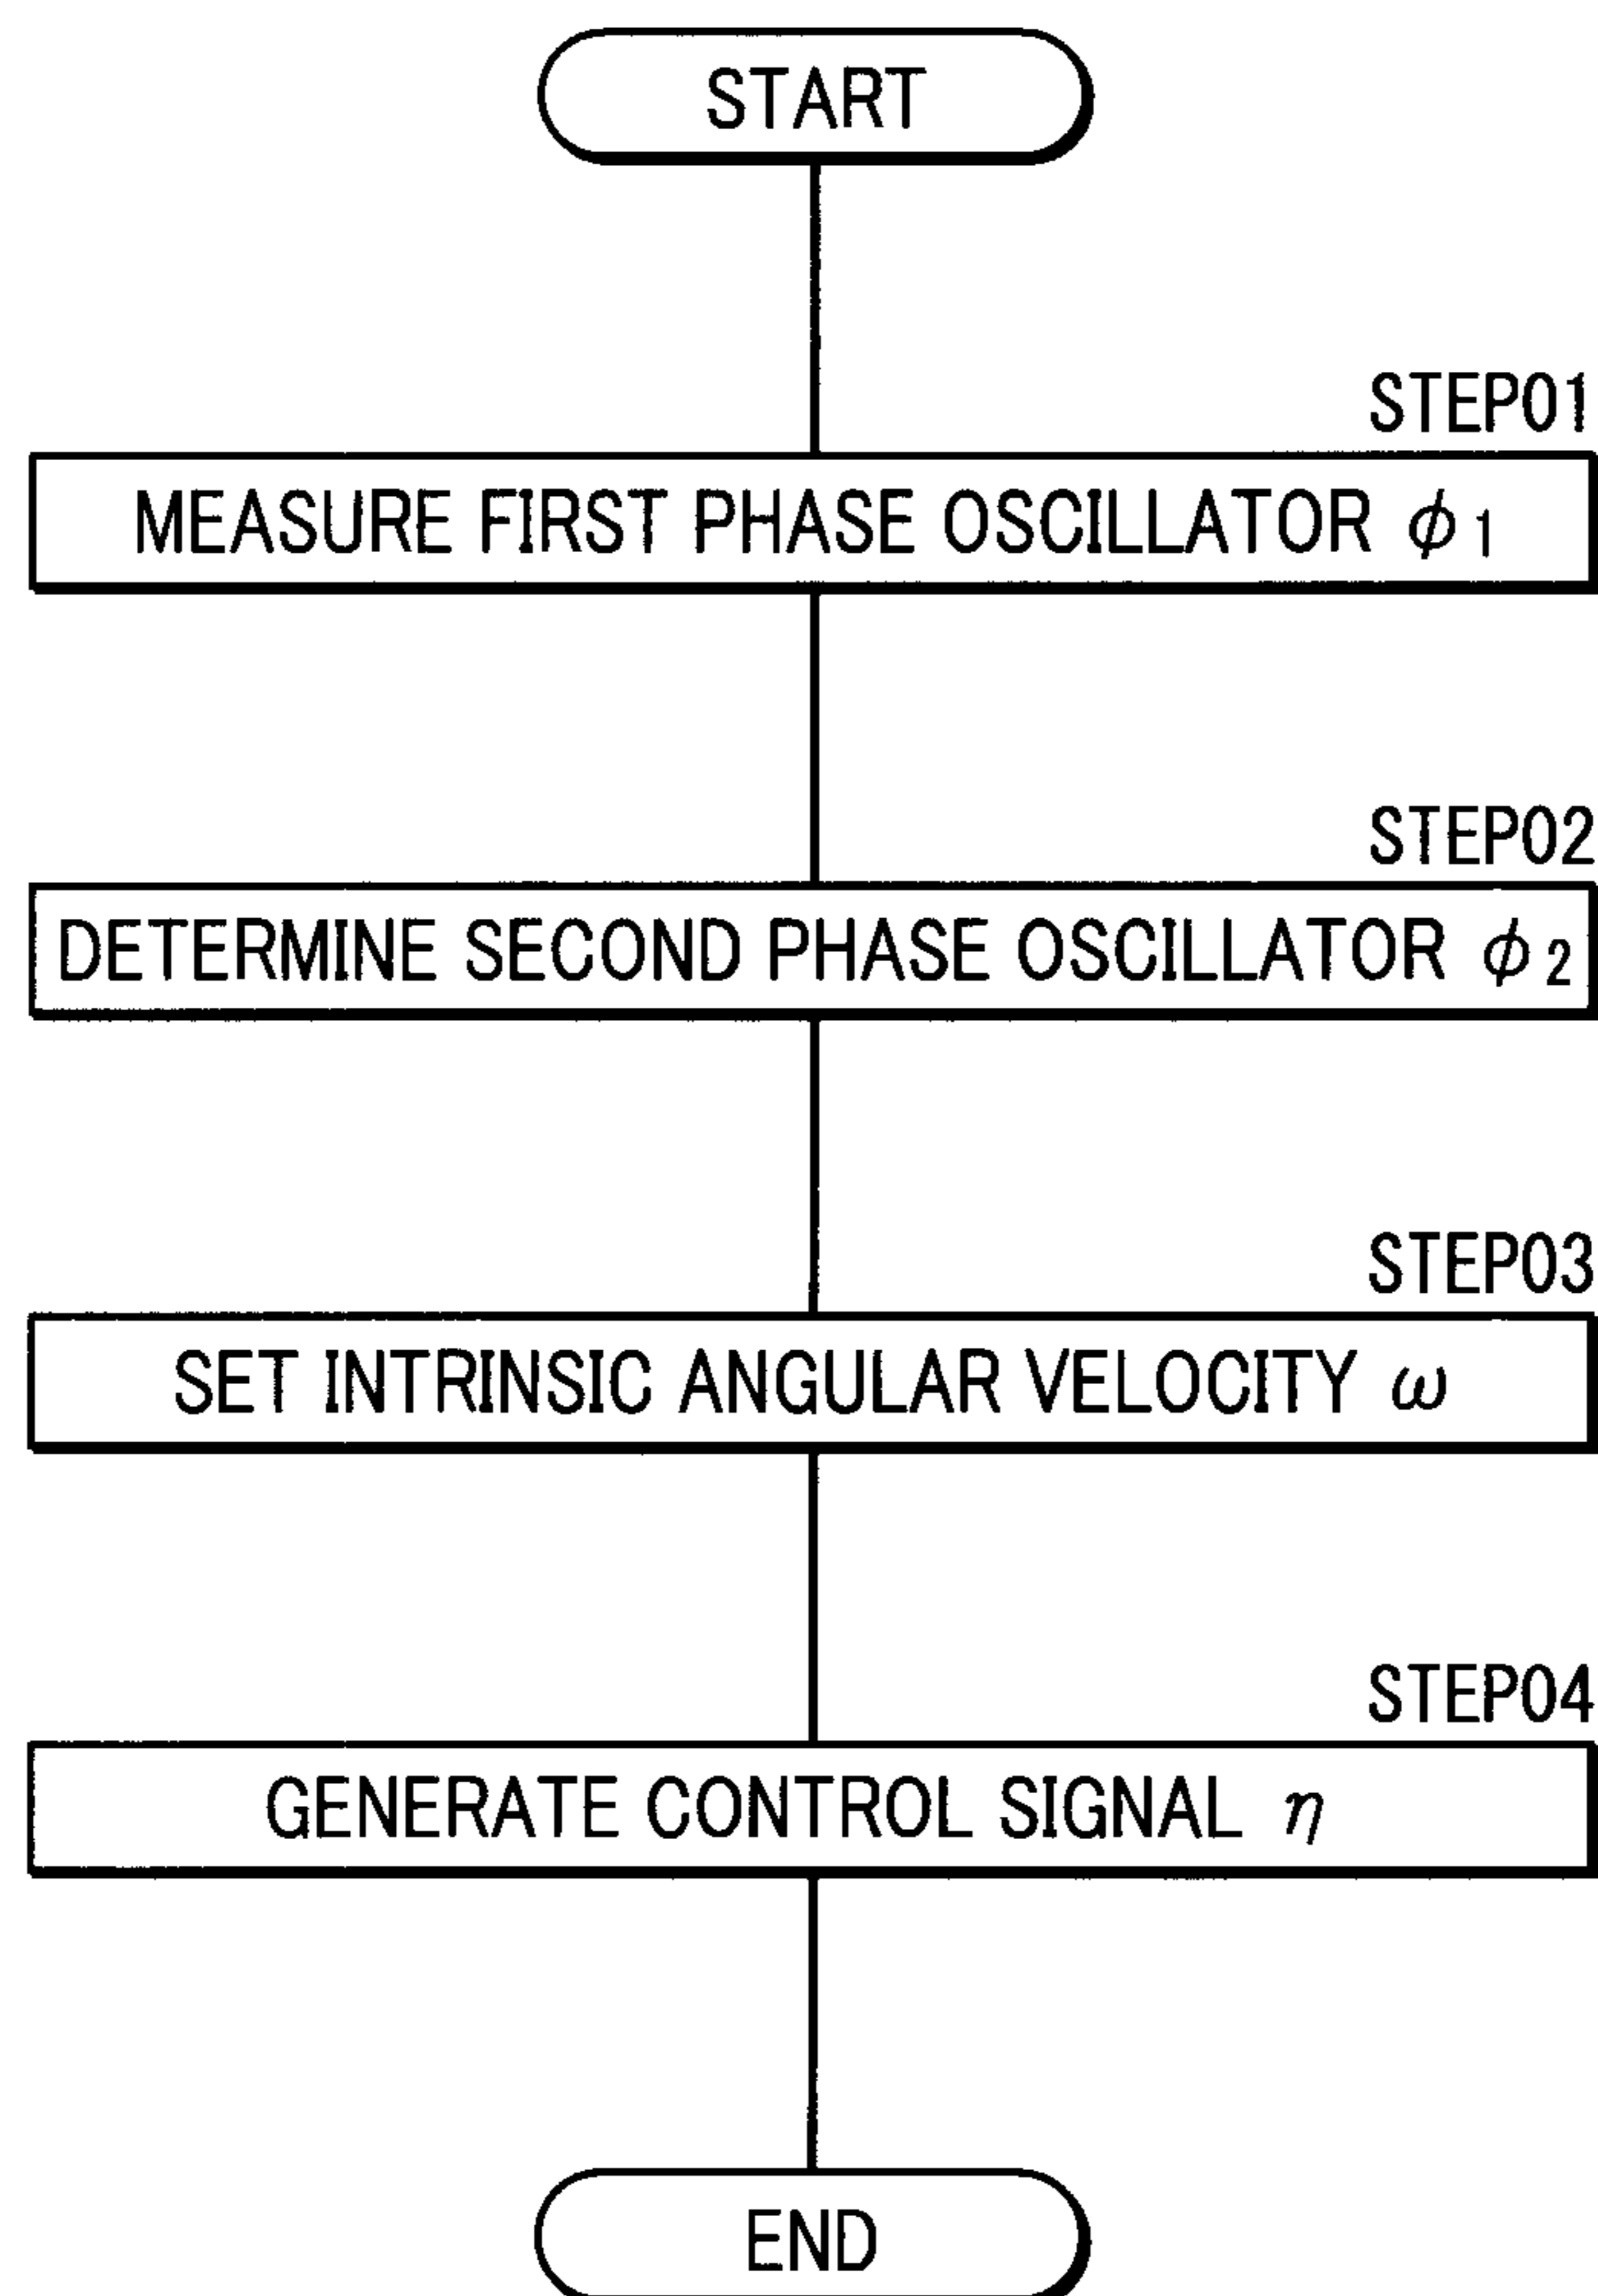 START
STEP01
MEASURE FIRST PHASE OSCILLATOR ϕ1
STEP02
DETERMINE SECOND PHASE OSCILLATOR ϕ2
STEP03
SET INTRINSIC ANGULAR VELOCITY ω
STEP04
GENERATE CONTROL SIGNAL η
END